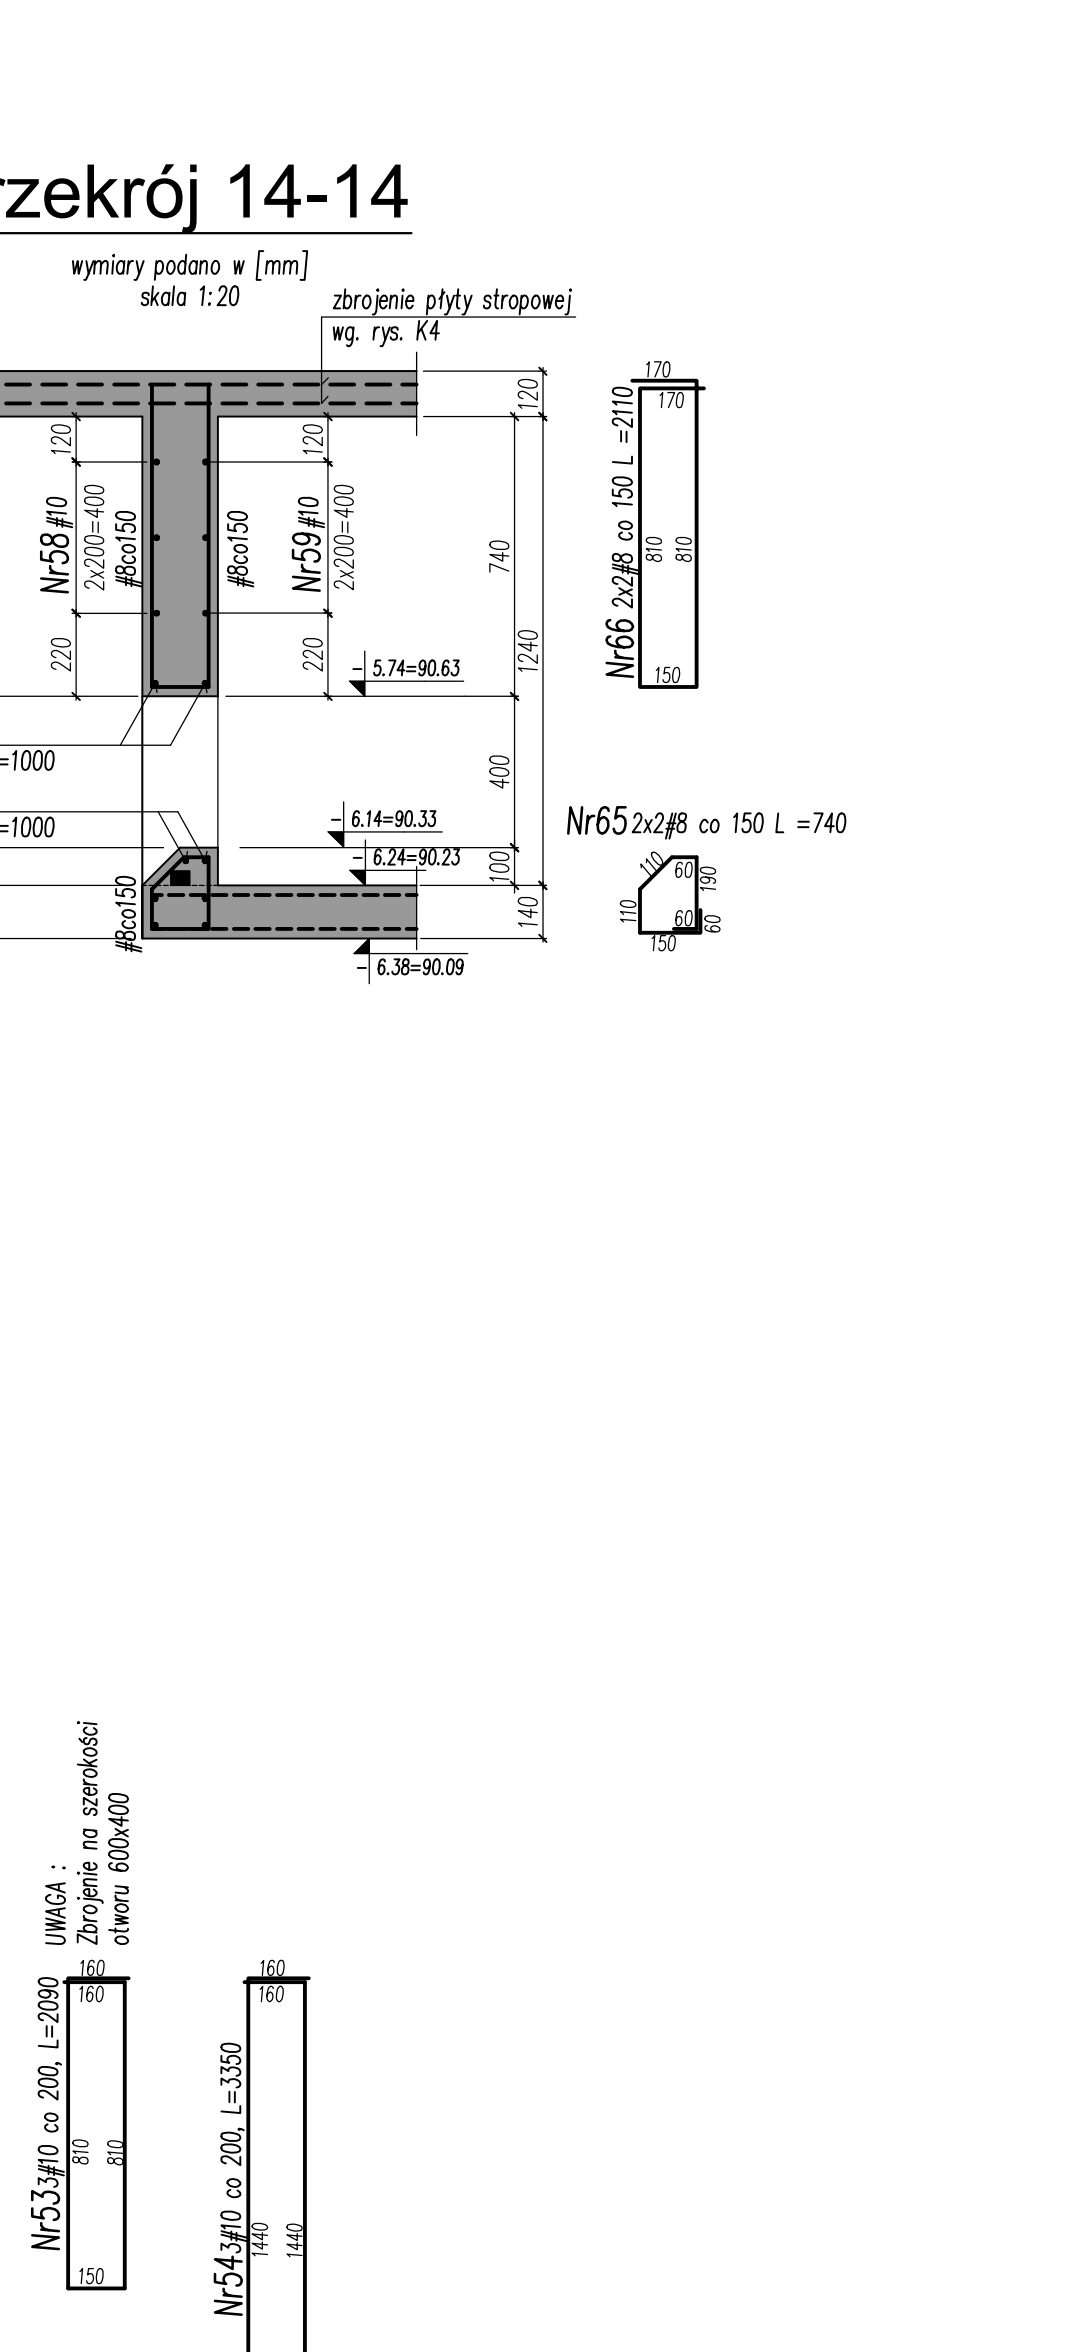 rzekrój 14-14
wymiary podano w [mm]
skala 1:20
zbrojenie płyty stropowej
wg. rys. K4
120
740
1240
400
100
140
120
Nr58 #10
2x200=400
#8co150
220
#8co150
120
Nr59 #10
2x200=400
220
- 5.74=90.63
=1000
=1000
- 6.14=90.33
- 6.24=90.23
#8co150
- 6.38=90.09
170
170
Nr66 2x2#8 co 150 L =2110
810
810
150
Nr65 2x2#8 co 150 L =740
110
60
190
110
60
60
150
UWAGA :
Zbrojenie na szerokości
otworu 600x400
160
160
Nr53 3#10 co 200, L=2090
810
810
150
160
160
Nr54 3#10 co 200, L=3350
1440
1440